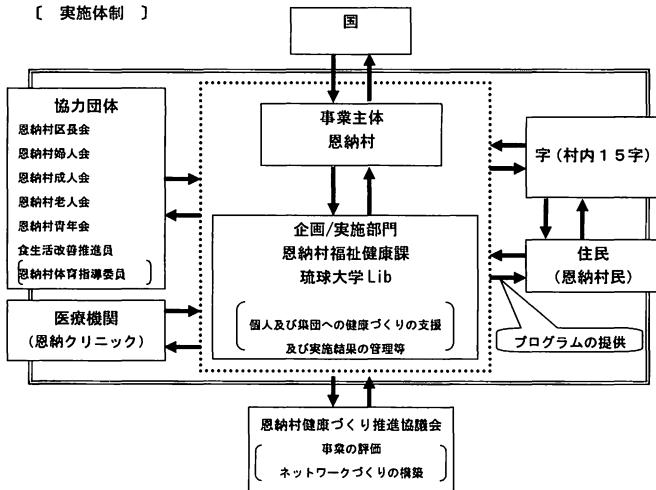 〔 実施体制 〕
国
協力団体
恩納村区長会
恩納村婦人会
恩納村成人会
恩納村老人会
恩納村青年会
食生活改善推進員
恩納村体育指導委員
医療機関
(恩納クリニック)
事業主体
恩納村
企画/実施部門
恩納村福祉健康課
琉球大学Lib
個人及び集団への健康づくりの支援
及び実施結果の管理等
字(村内15字)
住民
(恩納村民)
プログラムの提供
恩納村健康づくり推進協議会
事業の評価
ネットワークづくりの構築